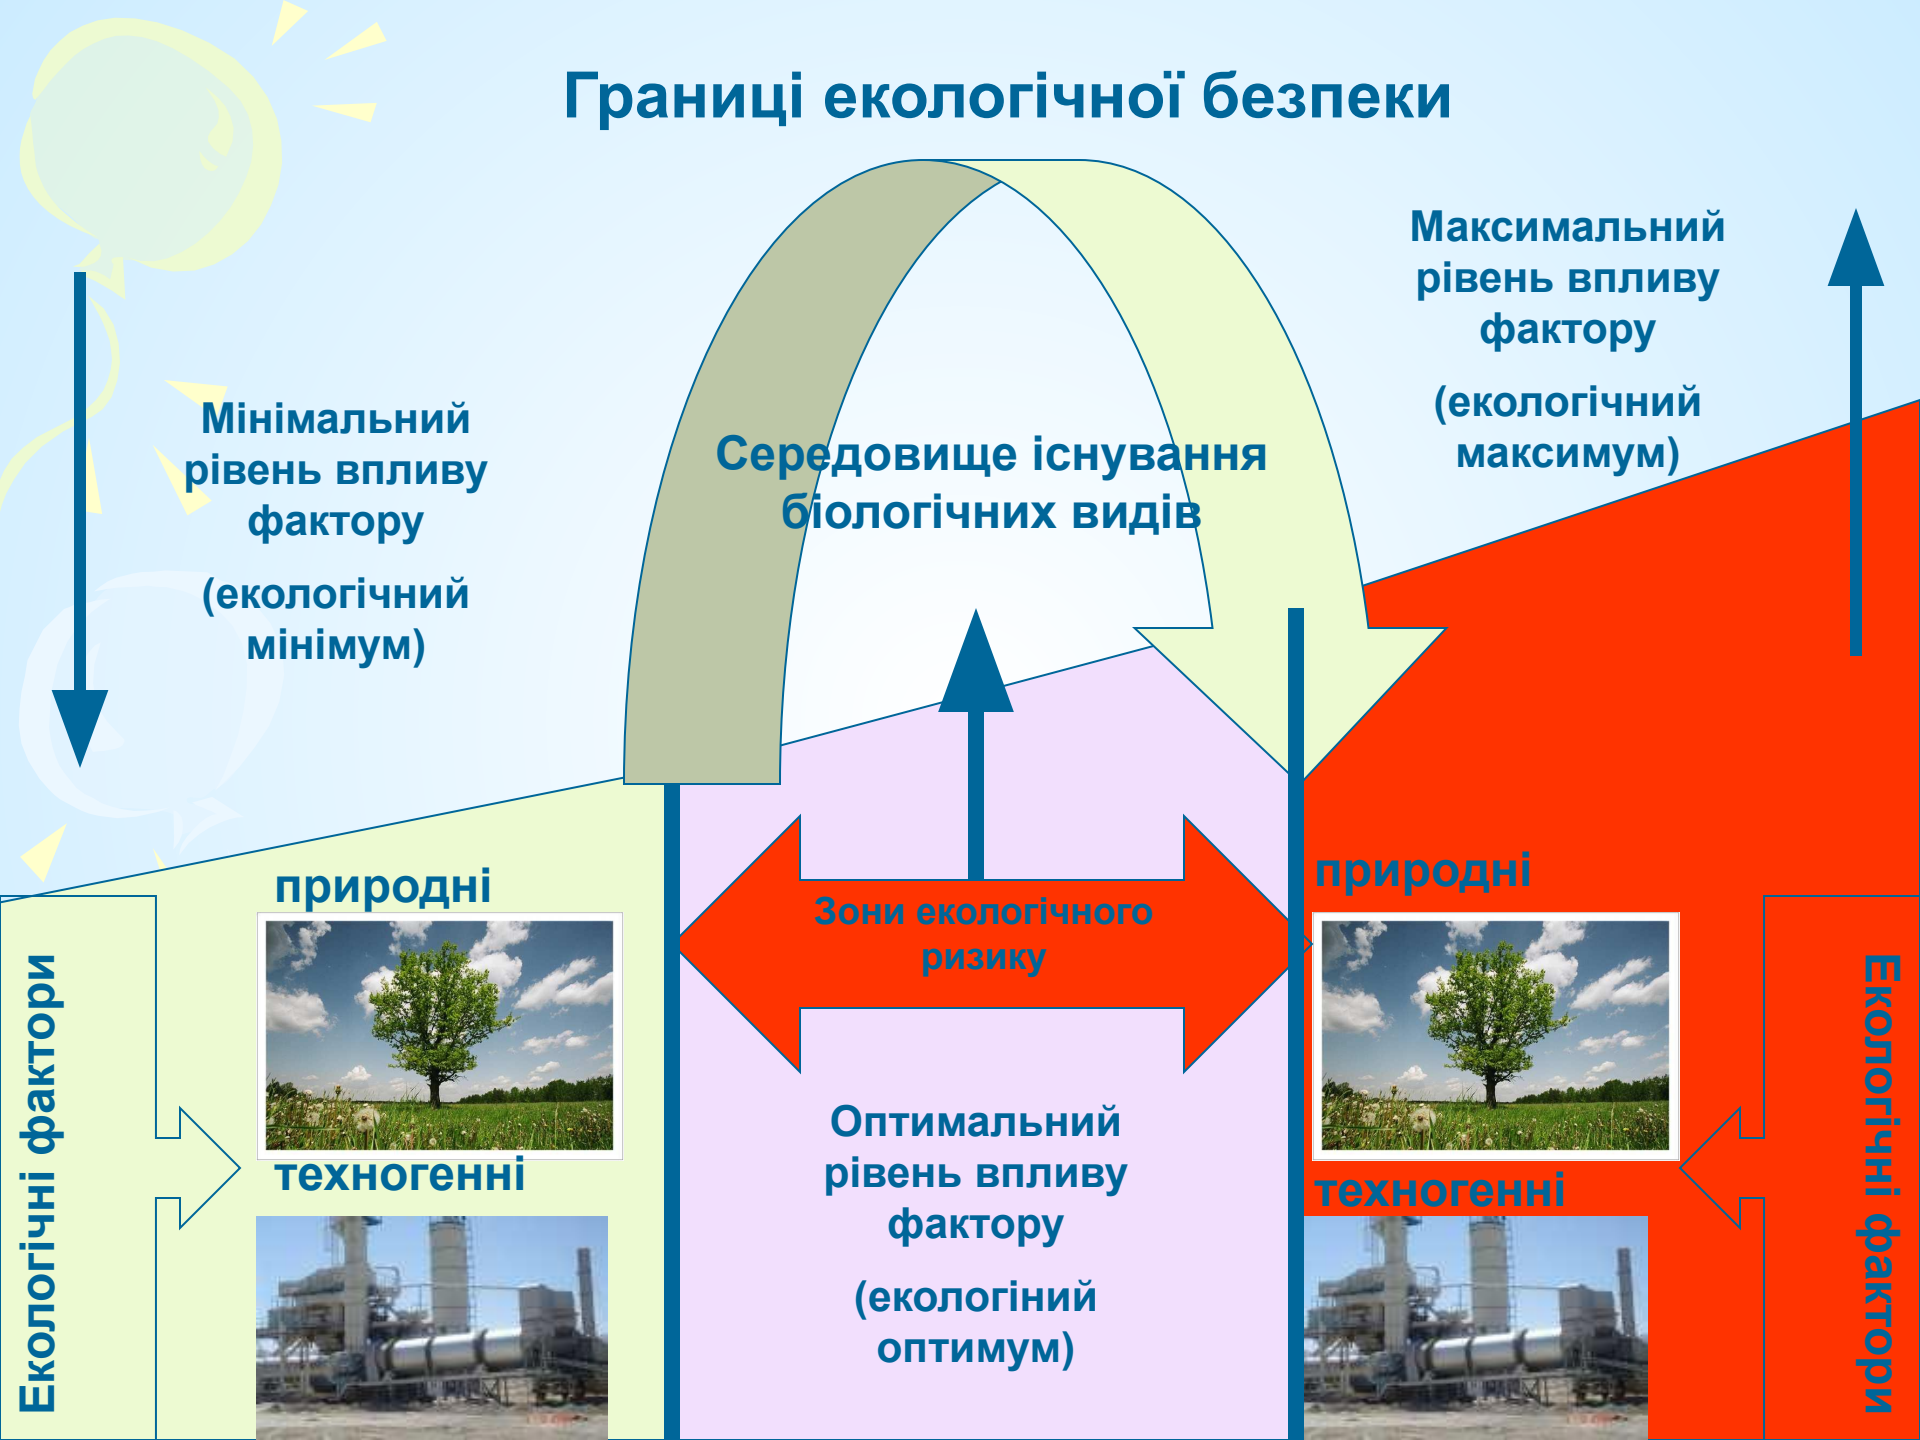 Границі екологічної безпеки
Максимальний
рівень впливу
фактору
(екологічний
максимум)
Мінімальний
рівень впливу
фактору
(екологічний
мінімум)
Середовище існування
біологічних видів
природні
природні
Зони екологічного
ризику
Екологічні фактори
Екологічні фактори
Оптимальний
рівень впливу
фактору
(екологіний
оптимум)
техногенні
техногенні